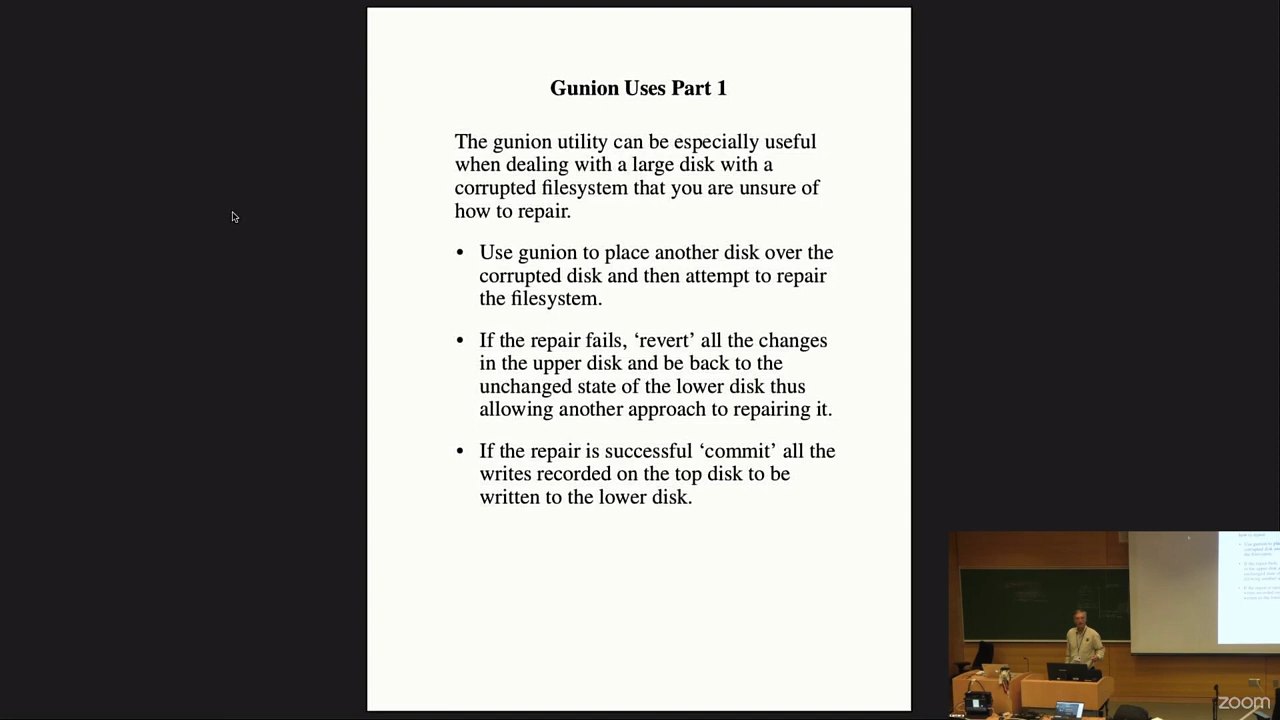 Gunion Uses Part 1
The gunion utility can be especially useful
when dealing with a large disk with a
corrupted filesystem that you are unsure of
how to repair.
• Use gunion to place another disk over the
corrupted disk and then attempt to repair
the filesystem.
• If the repair fails, ‘revert’ all the changes
in the upper disk and be back to the
unchanged state of the lower disk thus
allowing another approach to repairing it.
• If the repair is successful ‘commit’ all the
writes recorded on the top disk to be
written to the lower disk.
zoom